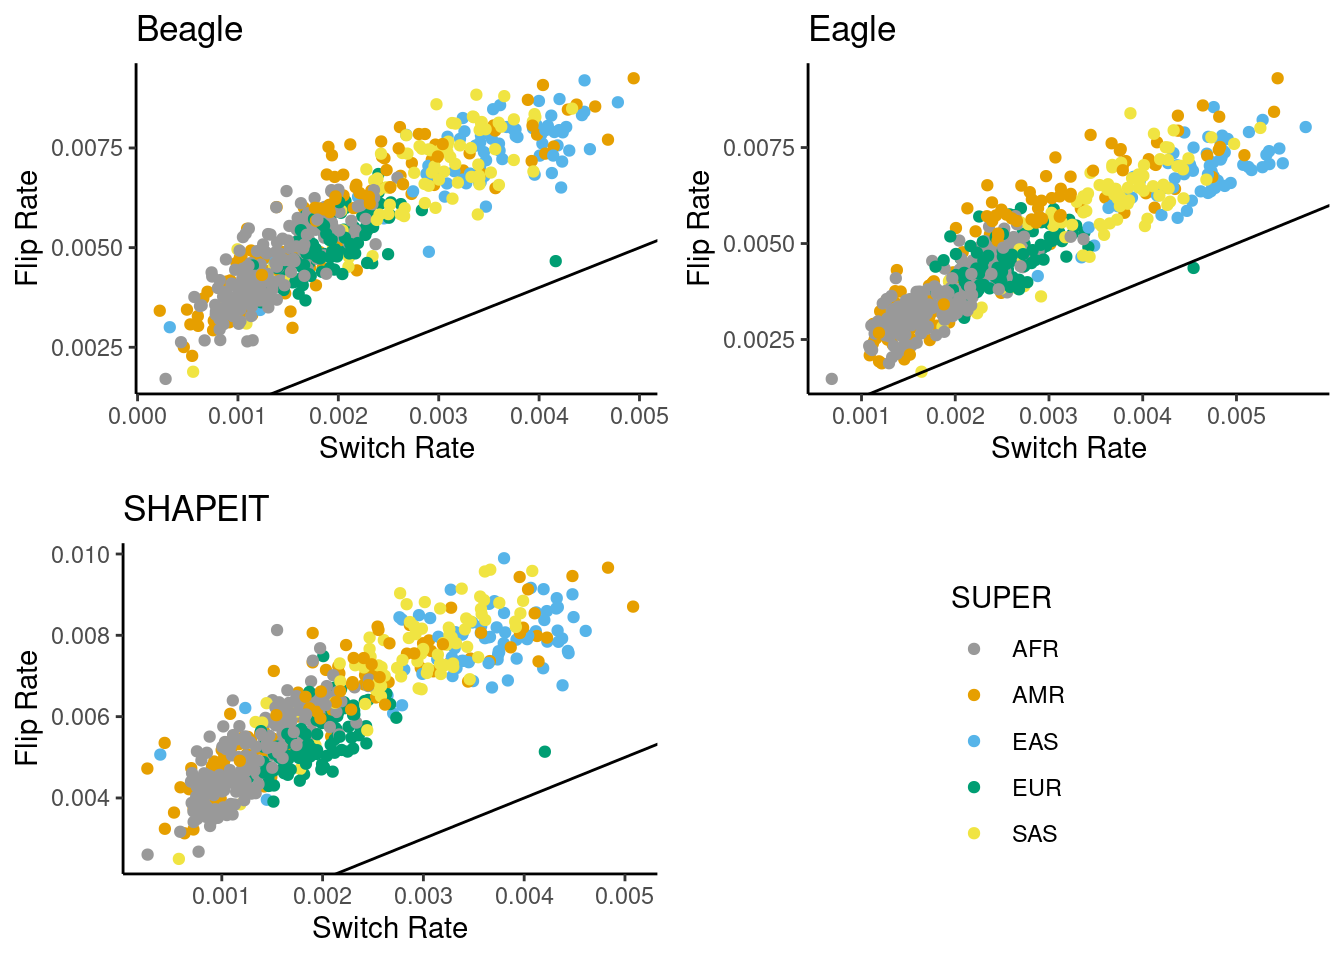 Beagle
Flip Rate
0.0075
0.0050
0.0025
0.000 0.001 0.002 0.003 0.004 0.005
Switch Rate
Eagle
Flip Rate
0.0075
0.0050
0.0025
0.001 0.002 0.003 0.004 0.005
Switch Rate
SHAPEIT
Flip Rate
0.010
0.008
0.006
0.004
0.001 0.002 0.003 0.004 0.005
Switch Rate
SUPER
AFR
AMR
EAS
EUR
SAS